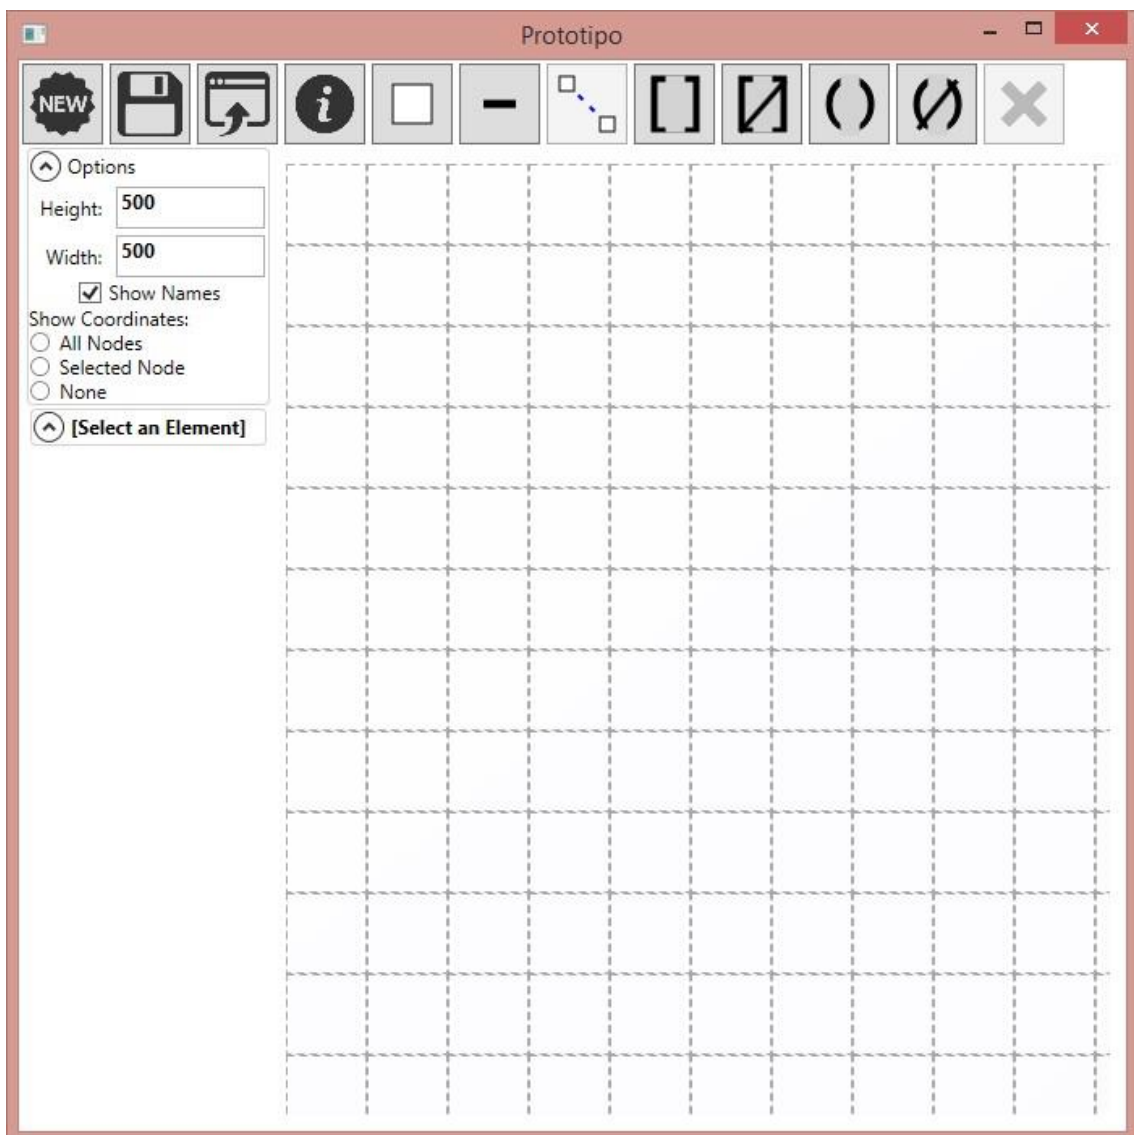 Prototipo
NEW
Options
Height: 500
Width: 500
Show Names
Show Coordinates:
All Nodes
Selected Node
None
[Select an Element]